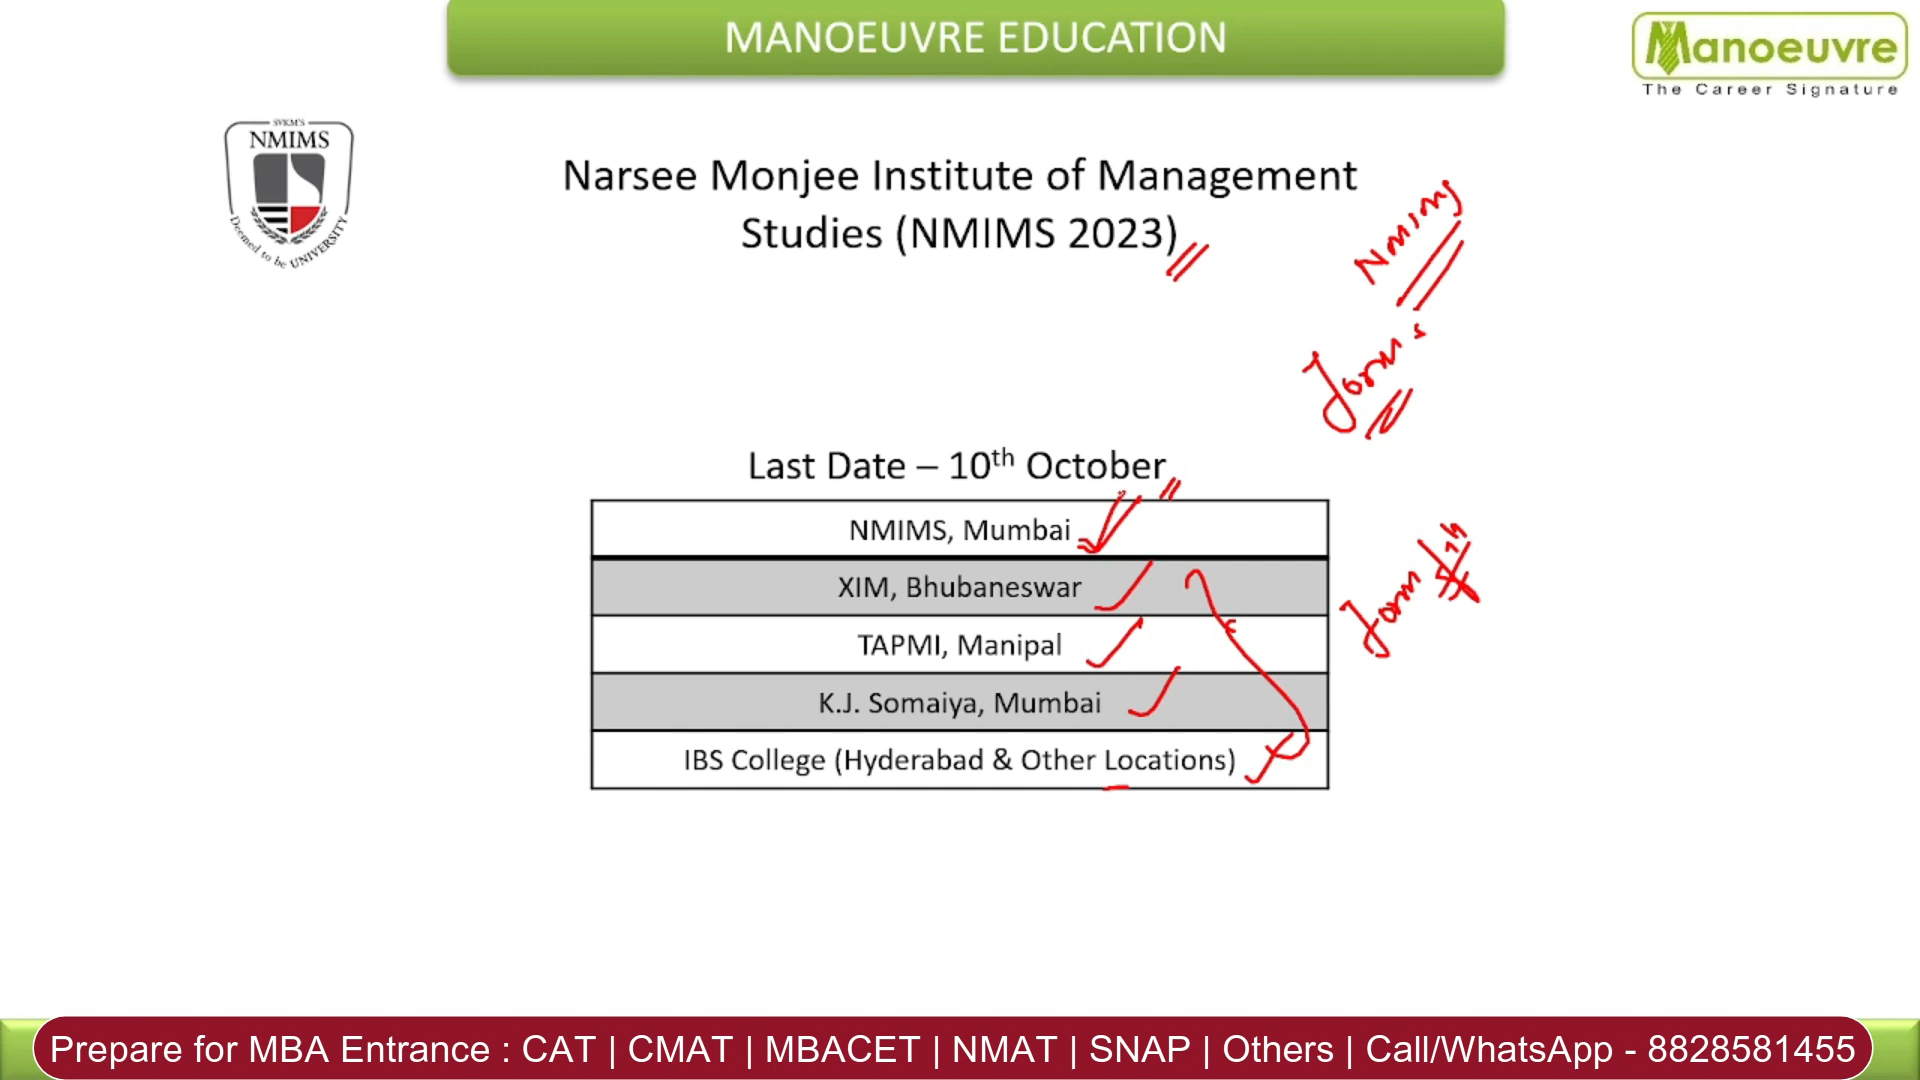 MANOEUVRE EDUCATION
Manoeuvre
The Career Signature
SVKM'S
NMIMS
Deemed to be UNIVERSITY
Narsee Monjee Institute of Management
Studies (NMIMS 2023)
Nmims
Form
Last Date – 10th October
NMIMS, Mumbai
XIM, Bhubaneswar
TAPMI, Manipal
K.J. Somaiya, Mumbai
IBS College (Hyderabad & Other Locations)
Form
Prepare for MBA Entrance : CAT | CMAT | MBACET | NMAT | SNAP | Others | Call/WhatsApp - 8828581455